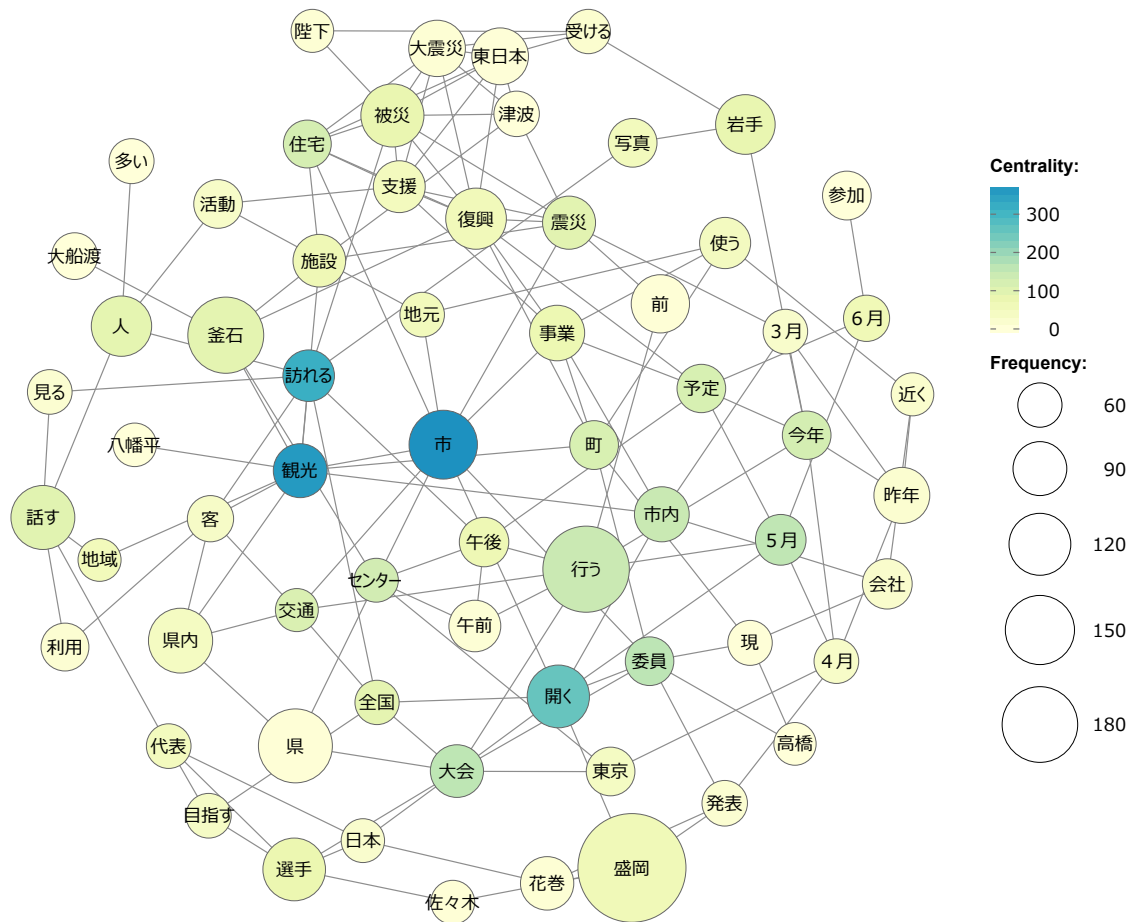 陛下
受ける
大震災
東日本
被災
津波
岩手
住宅
写真
多い
支援
参加
活動
復興
震災
使う
大船渡
施設
前
地元
6月
人
釜石
事業
3月
訪れる
予定
見る
近く
八幡平
市
町
今年
観光
昨年
話す
客
市内
地域
午後
5月
行う
センター
会社
交通
午前
県内
利用
現
委員
4月
開く
全国
代表
県
高橋
大会
東京
発表
目指す
日本
選手
盛岡
花巻
佐々木
Centrality:
300
200
100
0
Frequency:
60
90
120
150
180